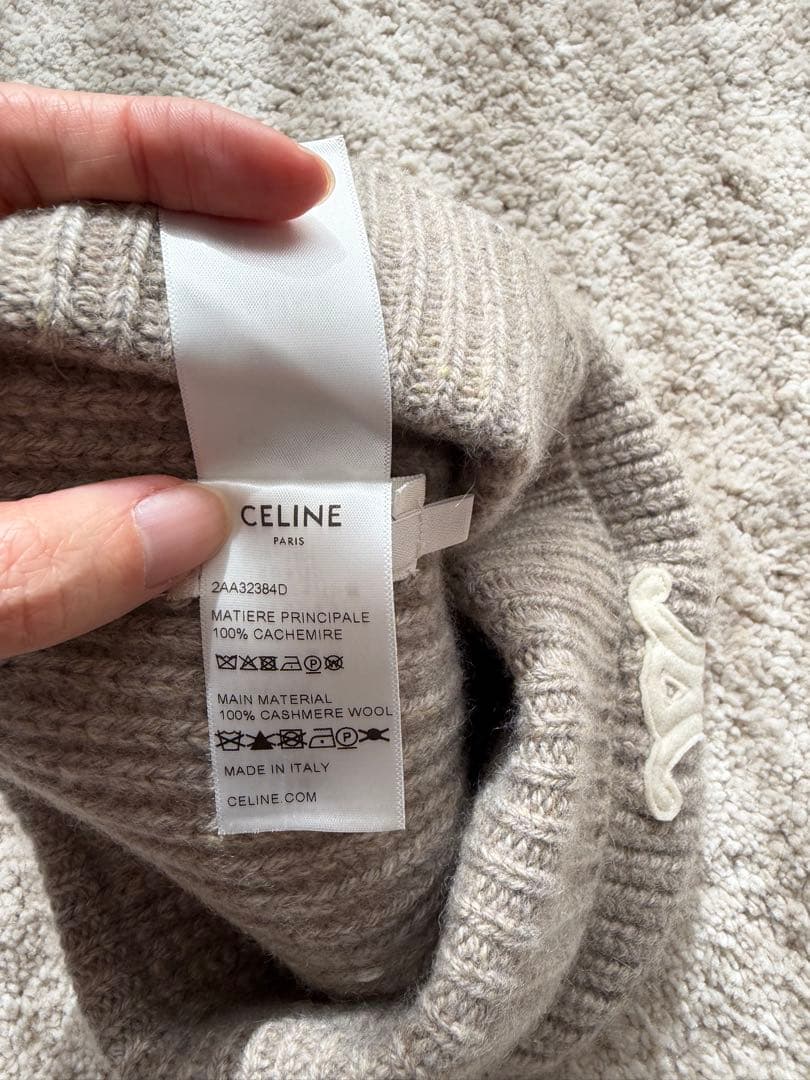 CELINE
PARIS
2AA32384D
MATIERE PRINCIPALE
100% CACHEMIRE
MAIN MATERIAL
100% CASHMERE WOOL
MADE IN ITALY
CELINE.COM